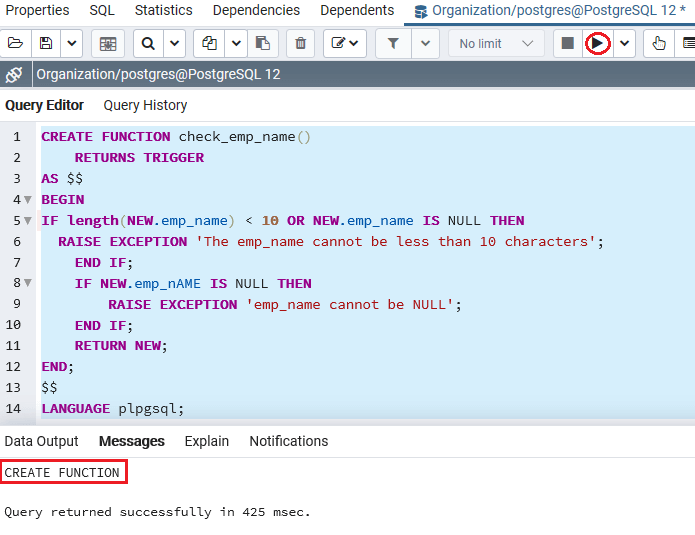 Properties SQL Statistics Dependencies Dependents Organization/postgres@PostgreSQL 12 *
No limit
Organization/postgres@PostgreSQL 12
Query Editor Query History
1 CREATE FUNCTION check_emp_name()
2     RETURNS TRIGGER
3 AS $$
4 BEGIN
5 IF length(NEW.emp_name) < 10 OR NEW.emp_name IS NULL THEN
6   RAISE EXCEPTION 'The emp_name cannot be less than 10 characters';
7     END IF;
8     IF NEW.emp_nAME IS NULL THEN
9         RAISE EXCEPTION 'emp_name cannot be NULL';
10     END IF;
11     RETURN NEW;
12 END;
13 $$
14 LANGUAGE plpgsql;
Data Output Messages Explain Notifications
CREATE FUNCTION
Query returned successfully in 425 msec.